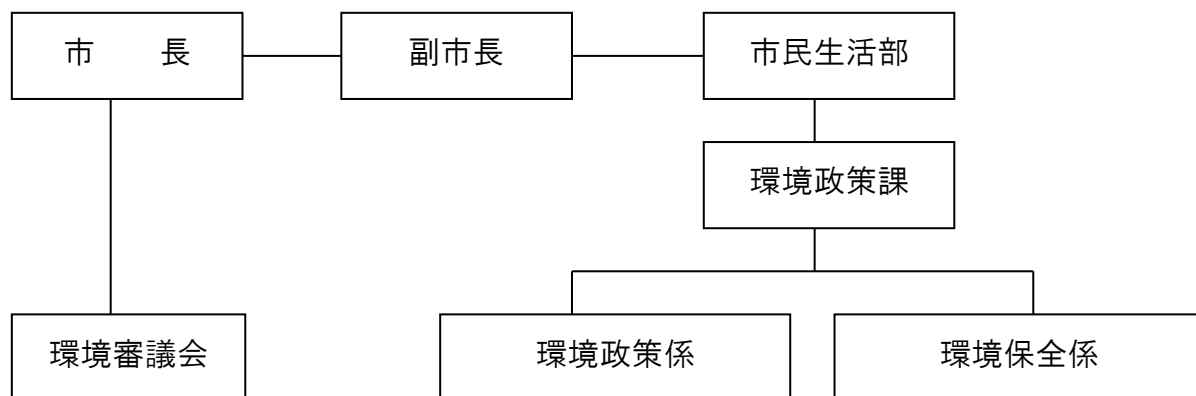 市　　長
副市長
市民生活部
環境政策課
環境審議会
環境政策係
環境保全係